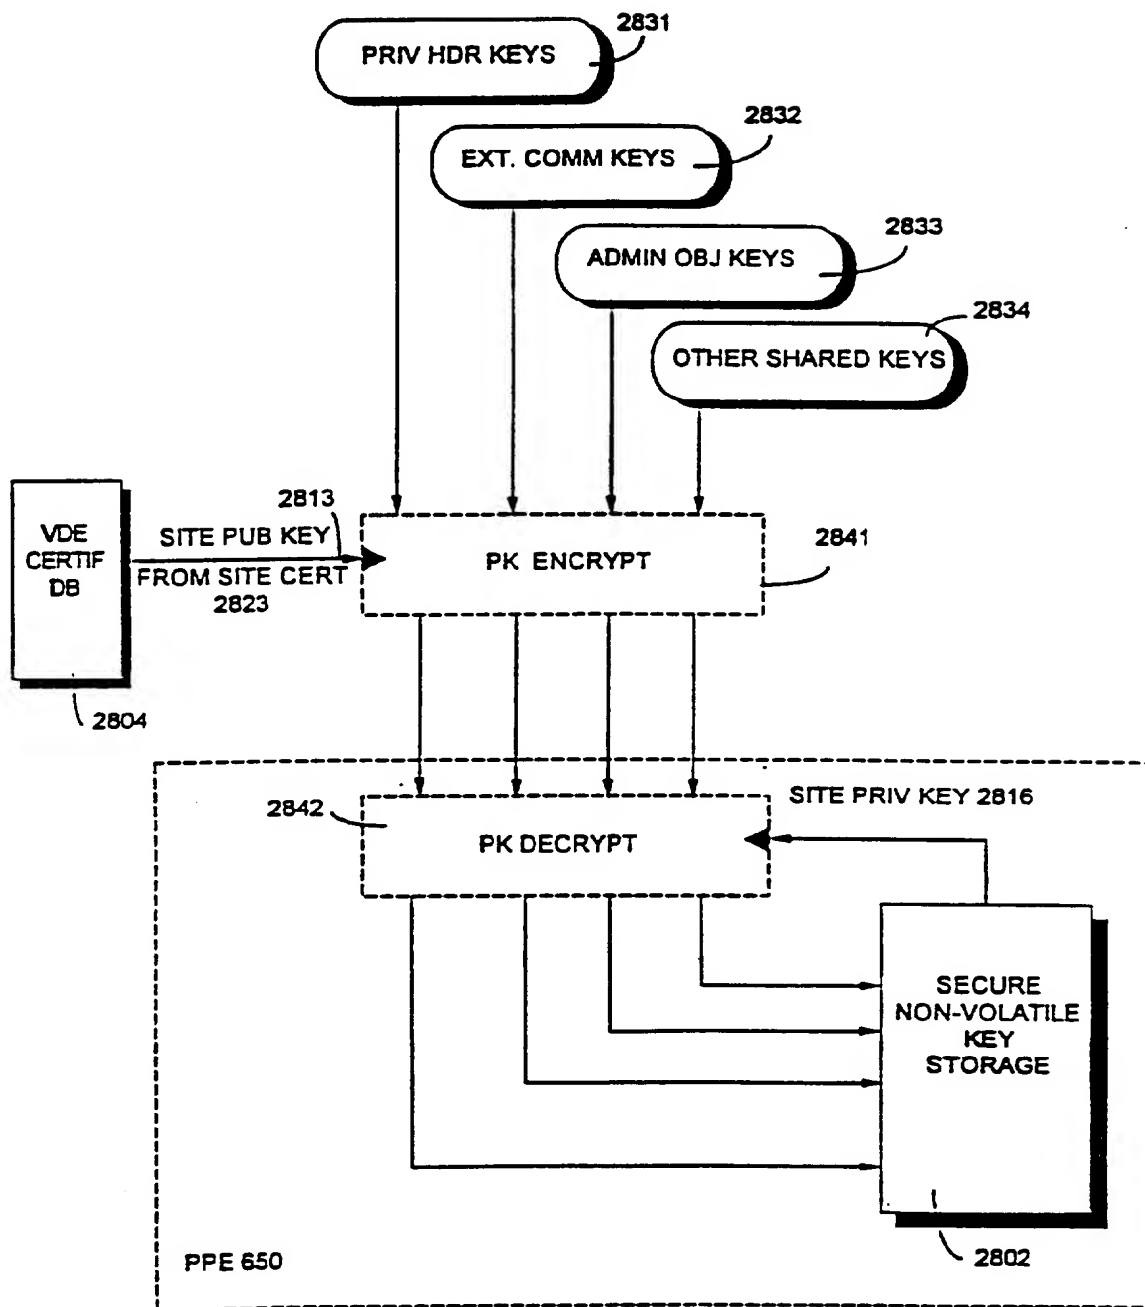 2831
PRIV HDR KEYS
2832
EXT. COMM KEYS
2833
ADMIN OBJ KEYS
2834
OTHER SHARED KEYS
2813
VDE
CERTIF
DB
SITE PUB KEY
FROM SITE CERT
2823
PK ENCRYPT
2841
2804
2842
SITE PRIV KEY 2816
PK DECRYPT
SECURE
NON-VOLATILE
KEY
STORAGE
PPE 650
2802